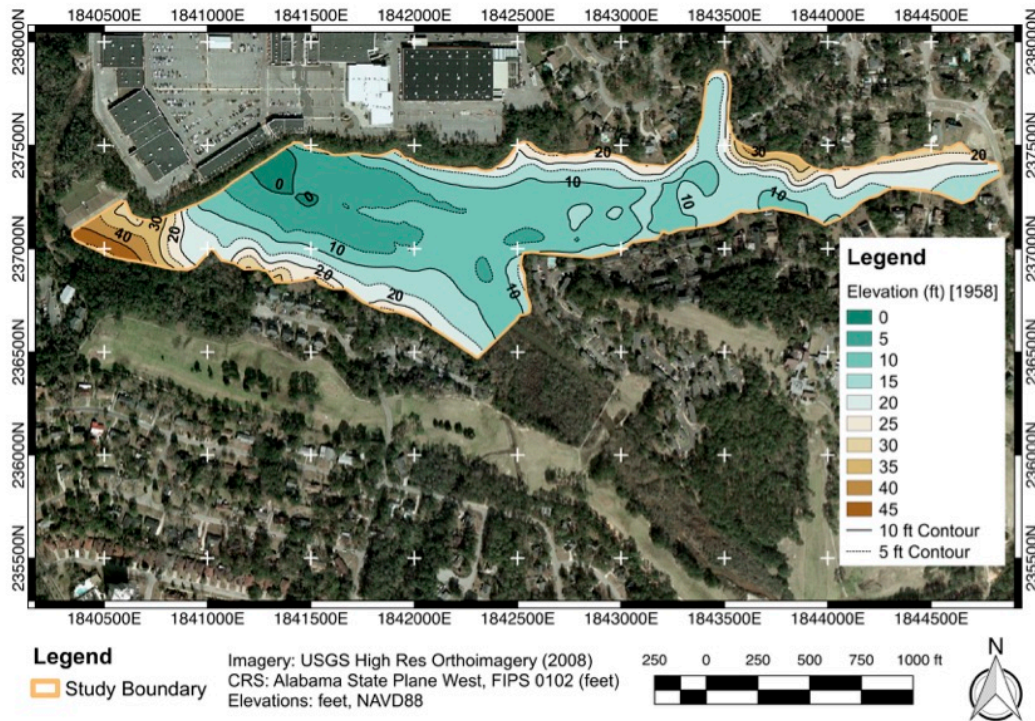 1840500E 1841000E 1841500E 1842000E 1842500E 1843000E 1843500E 1844000E 1844500E
238000N
237500N
237000N
236500N
236000N
235500N
238000N
237500N
237000N
236500N
236000N
235500N
0
0
10
20
10
30
20
10
10
40
30
20
10
20
20
10
Legend
Elevation (ft) [1958]
0
5
10
15
20
25
30
35
40
45
10 ft Contour
5 ft Contour
1840500E 1841000E 1841500E 1842000E 1842500E 1843000E 1843500E 1844000E 1844500E
Legend
Study Boundary
Imagery: USGS High Res Orthoimagery (2008)
CRS: Alabama State Plane West, FIPS 0102 (feet)
Elevations: feet, NAVD88
250 0 250 500 750 1000 ft
N